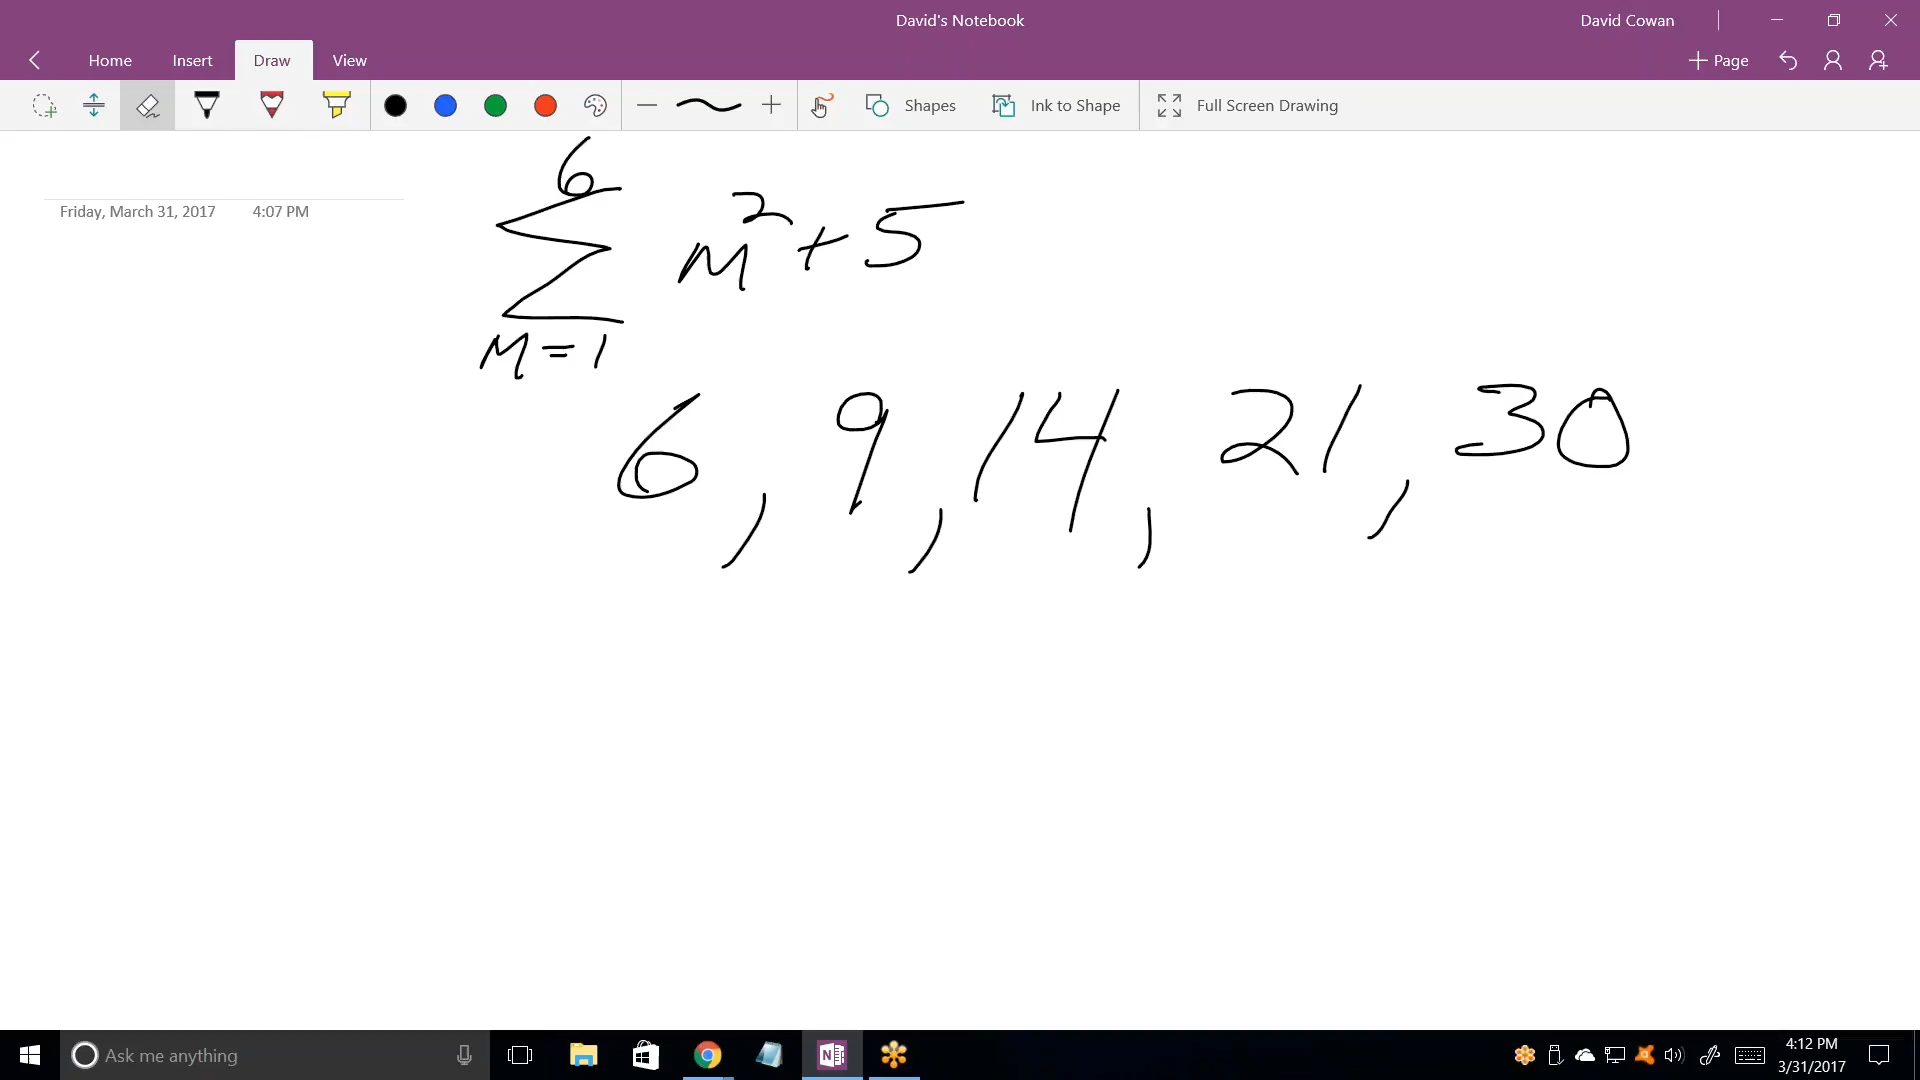 David's Notebook
David Cowan
Home Insert Draw View
Page
Shapes Ink to Shape Full Screen Drawing
Friday, March 31, 2017 4:07 PM
6
∑ m² + 5
M = 1
6, 9, 14, 21, 30
Ask me anything
N
4:12 PM
3/31/2017